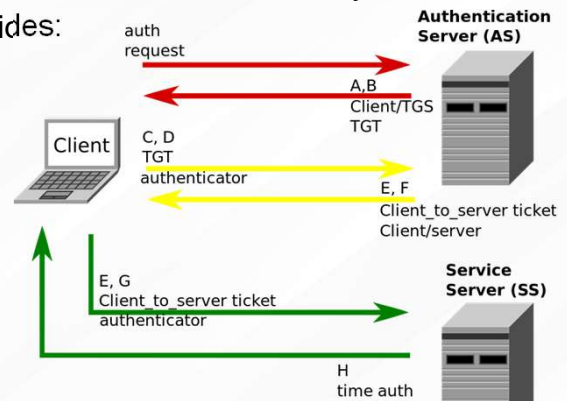 ides:
auth
request
Authentication
Server (AS)
A,B
Client/TGS
TGT
Client
C, D
TGT
authenticator
E, F
Client_to_server ticket
Client/server
E, G
Client_to_server ticket
authenticator
Service
Server (SS)
H
time auth